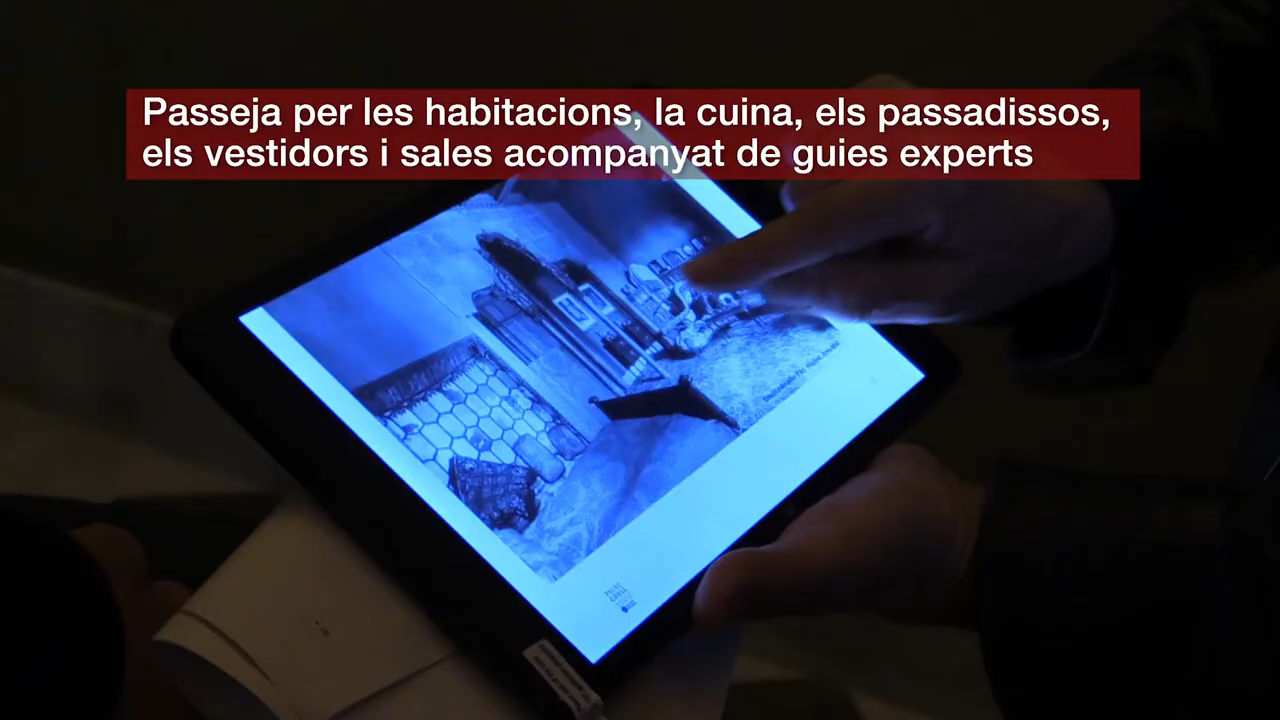 Passeja per les habitacions, la cuina, els passadissos,
els vestidors i sales acompanyat de guies experts